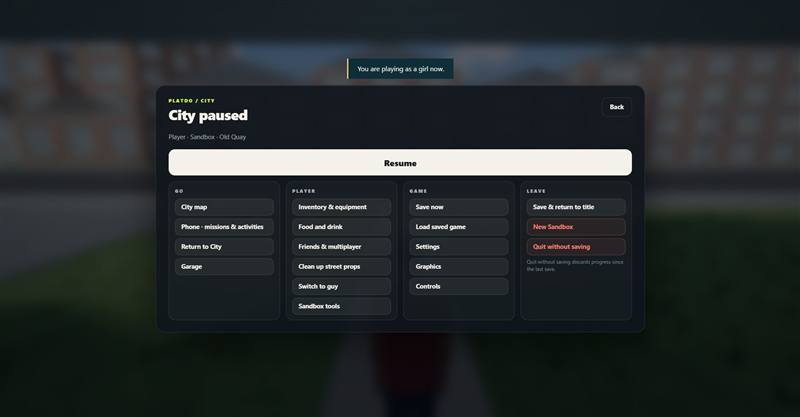 You are playing as a girl now.
PLATDO / CITY
City paused
Back
Player · Sandbox · Old Quay
Resume
GO
City map
Phone · missions & activities
Return to City
Garage
PLAYER
Inventory & equipment
Food and drink
Friends & multiplayer
Clean up street props
Switch to guy
Sandbox tools
GAME
Save now
Load saved game
Settings
Graphics
Controls
LEAVE
Save & return to title
New Sandbox
Quit without saving
Quit without saving discards progress since
the last save.